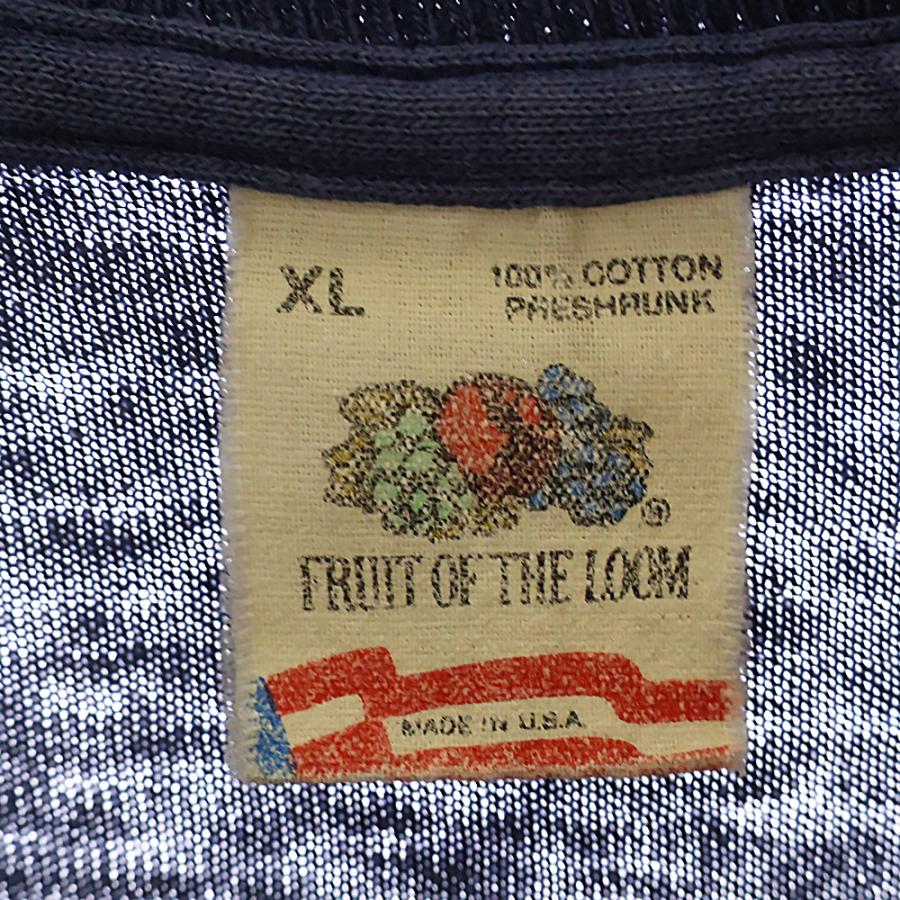 XL
100% COTTON
PRESHRUNK
®
FRUIT OF THE LOOM
MADE IN U.S.A.